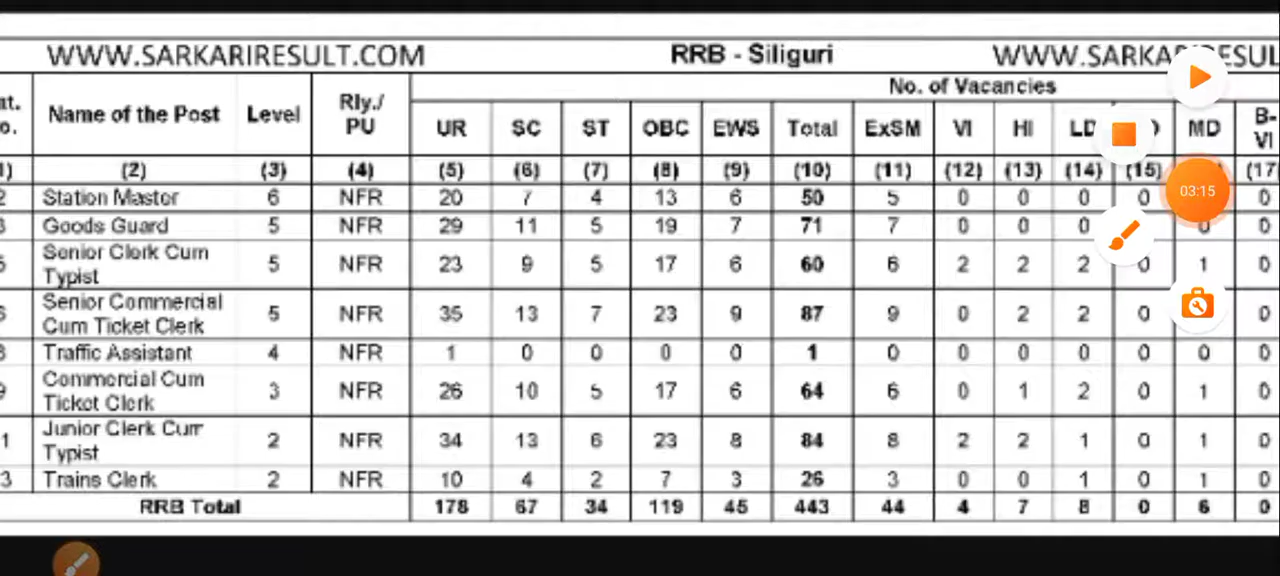 WWW.SARKARIRESULT.COM RRB - Siliguri
Name of the Post Level Rly./ PU No. of Vacancies
UR SC ST OBC EWS Total ExSM VI HI MD B-VI
(2) (3) (4) (5) (6) (7) (8) (9) (10) (11) (12) (13) (14) (15)
Station Master 6 NFR 20 7 4 13 6 50 5 0 0 0 0 0
Goods Guard 5 NFR 29 11 5 19 7 71 7 0 0 0 0 0
Senior Clerk Cum Typist 5 NFR 23 9 5 17 6 60 6 2 2 2 0 1 0
Senior Commercial Cum Ticket Clerk 5 NFR 35 13 7 23 9 87 9 0 2 2 0 0
Traffic Assistant 4 NFR 1 0 0 0 0 1 0 0 0 0 0 0 0
Commercial Cum Ticket Clerk 3 NFR 26 10 5 17 6 64 6 0 1 2 0 1 0
Junior Clerk Cum Typist 2 NFR 34 13 6 23 8 84 8 2 2 1 0 1 0
Trains Clerk 2 NFR 10 4 2 7 3 26 3 0 0 1 0 1 0
RRB Total 178 67 34 119 45 443 44 4 7 8 0 6 0
03:15